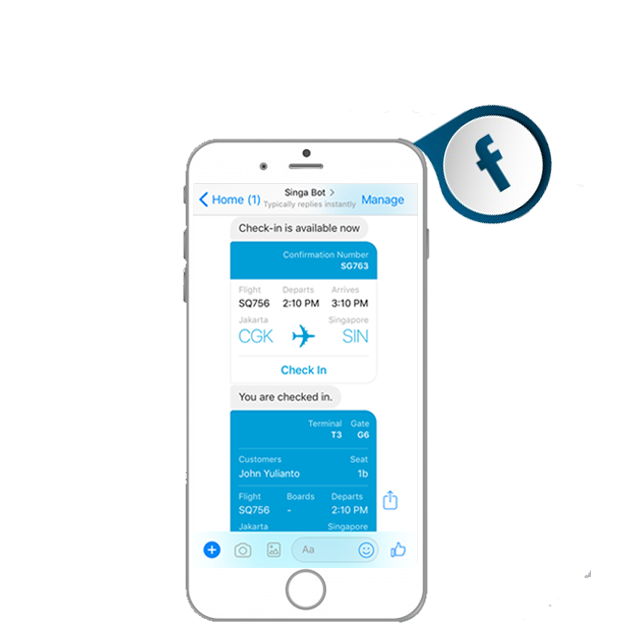 f
Home (1)
Singa Bot >
Typically replies instantly
Manage
Check-in is available now
Confirmation Number
SG763
Flight Departs Arrives
SQ756 2:10 PM 3:10 PM
Jakarta Singapore
CGK SIN
Check In
You are checked in.
Terminal Gate
T3 G6
Customers Seat
John Yulianto 1b
Flight Boards Departs
SQ756 - 2:10 PM
Jakarta Singapore
Aa